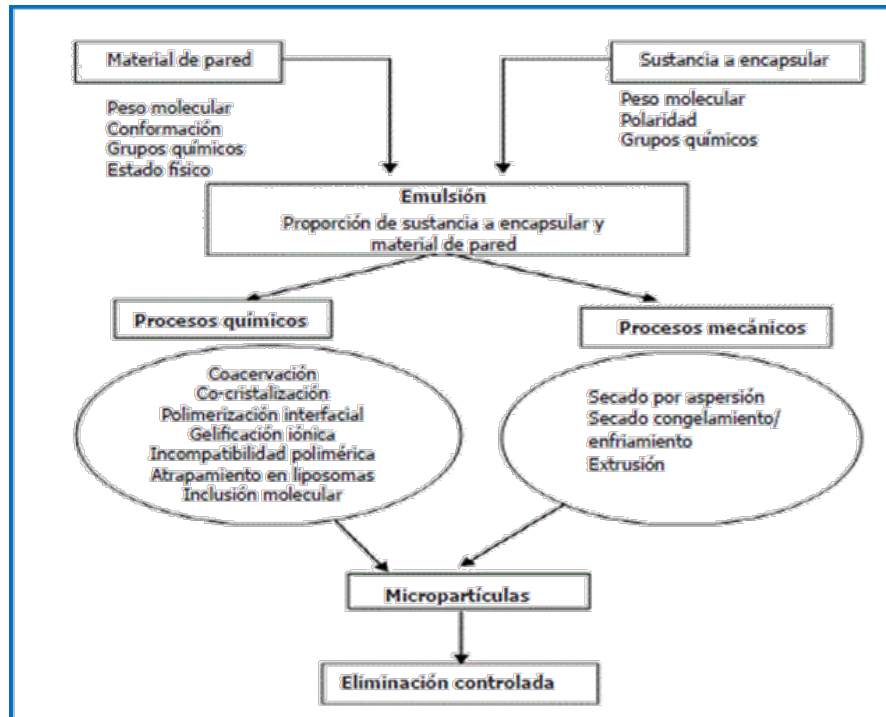 Material de pared
Sustancia a encapsular
Peso molecular
Conformación
Grupos químicos
Estado físico
Peso molecular
Polaridad
Grupos químicos
Emulsión
Proporción de sustancia a encapsular y
material de pared
Procesos químicos
Procesos mecánicos
Coacervación
Co-cristalización
Polimerización interfacial
Gelificación iónica
Incompatibilidad polimérica
Atrapamiento en liposomas
Inclusión molecular
Secado por aspersión
Secado congelamiento/
enfriamiento
Extrusión
Micropartículas
Eliminación controlada